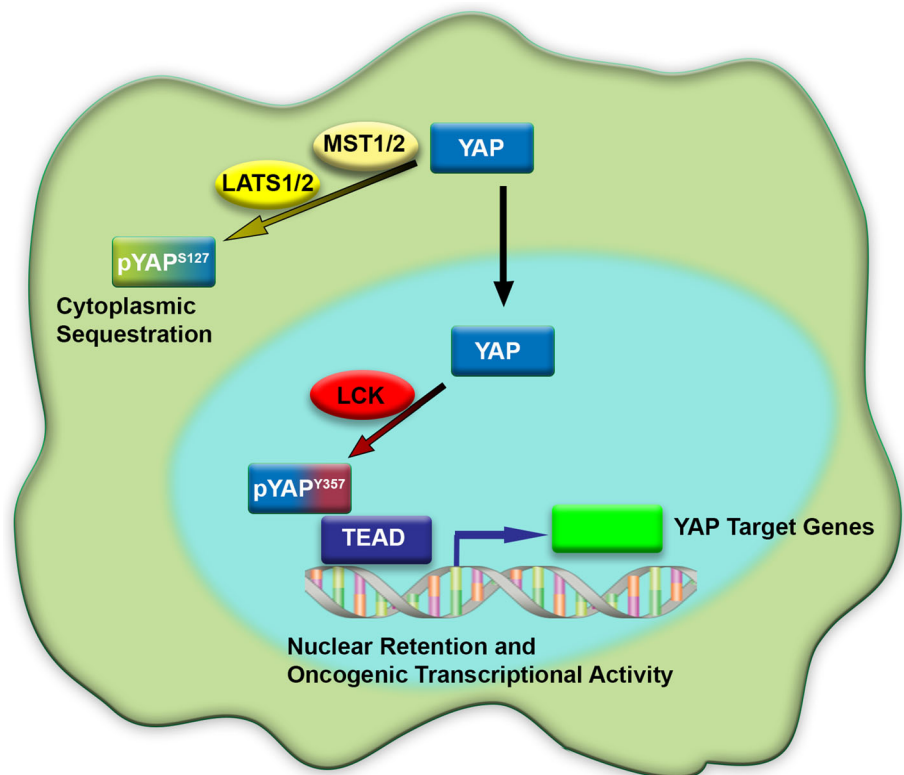 MST1/2
YAP
LATS1/2
pYAPS127
Cytoplasmic
Sequestration
YAP
LCK
pYAPY357
TEAD
YAP Target Genes
Nuclear Retention and
Oncogenic Transcriptional Activity